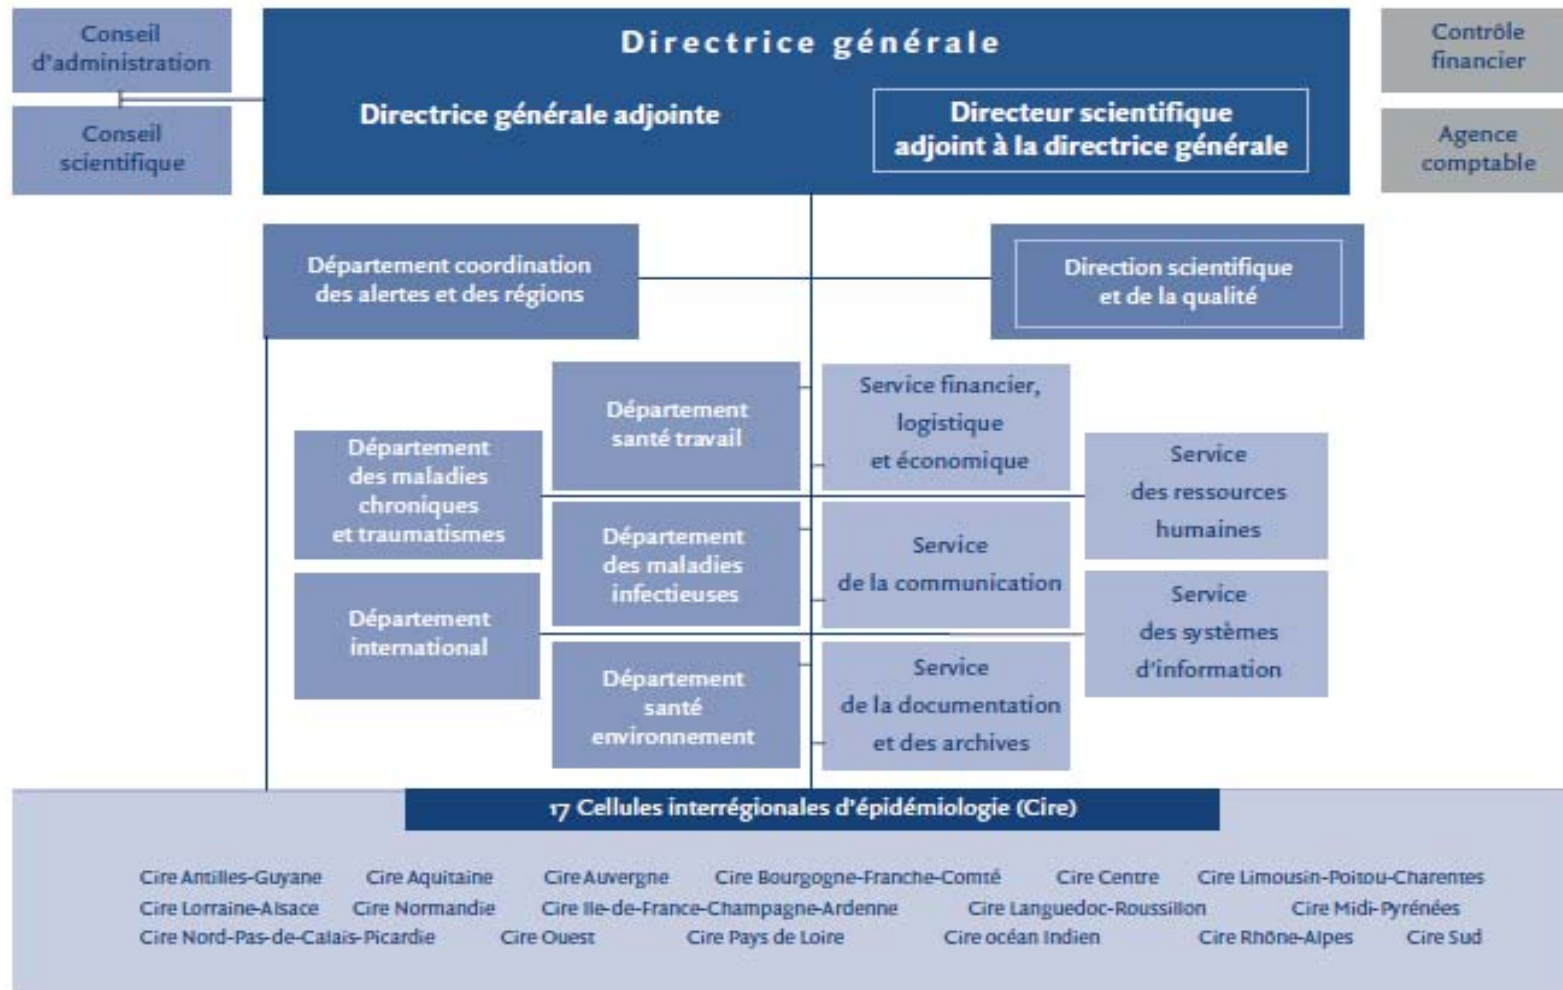 Conseil
d'administration
Conseil
scientifique
Directrice générale
Directrice générale adjointe
Directeur scientifique
adjoint à la directrice générale
Contrôle
financier
Agence
comptable
Département coordination
des alertes et des régions
Direction scientifique
et de la qualité
Département
santé travail
Service financier,
logistique
et économique
Département
des maladies
chroniques
et traumatismes
Service
des ressources
humaines
Département
des maladies
infectieuses
Service
de la communication
Département
international
Service
des systèmes
d'information
Département
santé
environnement
Service
de la documentation
et des archives
17 Cellules interrégionales d'épidémiologie (Cire)
Cire Antilles-Guyane Cire Aquitaine Cire Auvergne Cire Bourgogne-Franche-Comté Cire Centre Cire Limousin-Poitou-Charentes
Cire Lorraine-Alsace Cire Normandie Cire Ile-de-France-Champagne-Ardenne Cire Languedoc-Roussillon Cire Midi-Pyrénées
Cire Nord-Pas-de-Calais-Picardie Cire Ouest Cire Pays de Loire Cire océan Indien Cire Rhône-Alpes Cire Sud